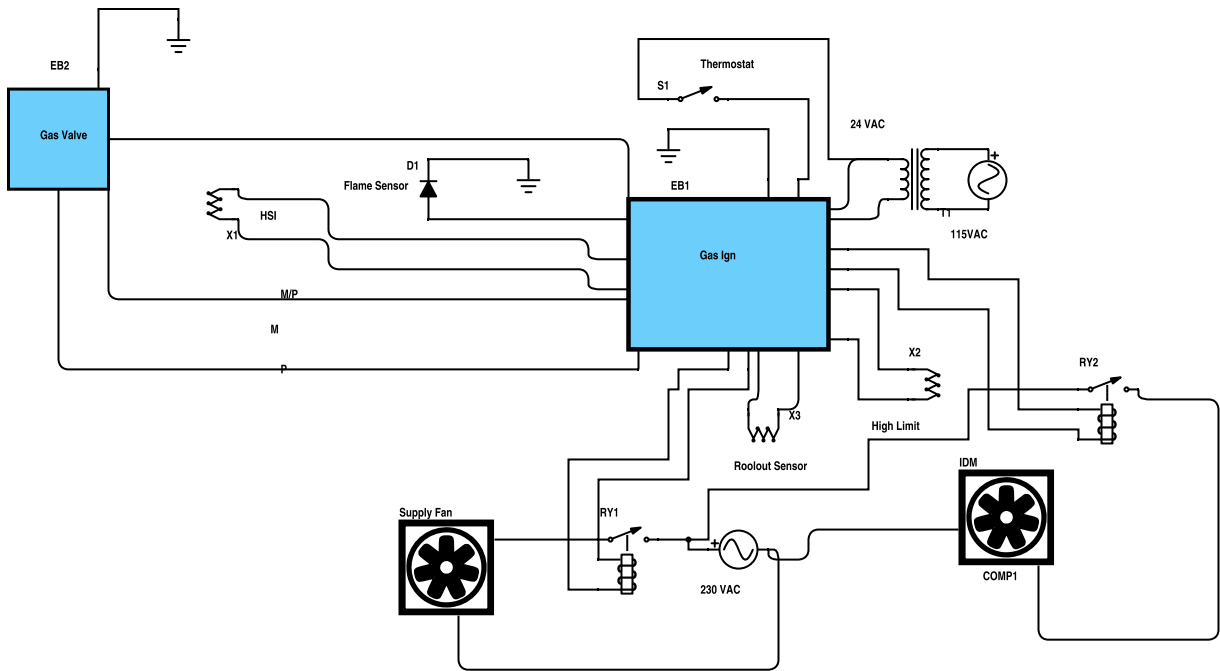 EB2
Gas Valve
Thermostat
S1
24 VAC
D1
Flame Sensor
EB1
HSI
X1
T1
115VAC
+
Gas Ign
M/P
M
P
X2
RY2
X3
High Limit
Roolout Sensor
IDM
Supply Fan
RY1
+
230 VAC
COMP1